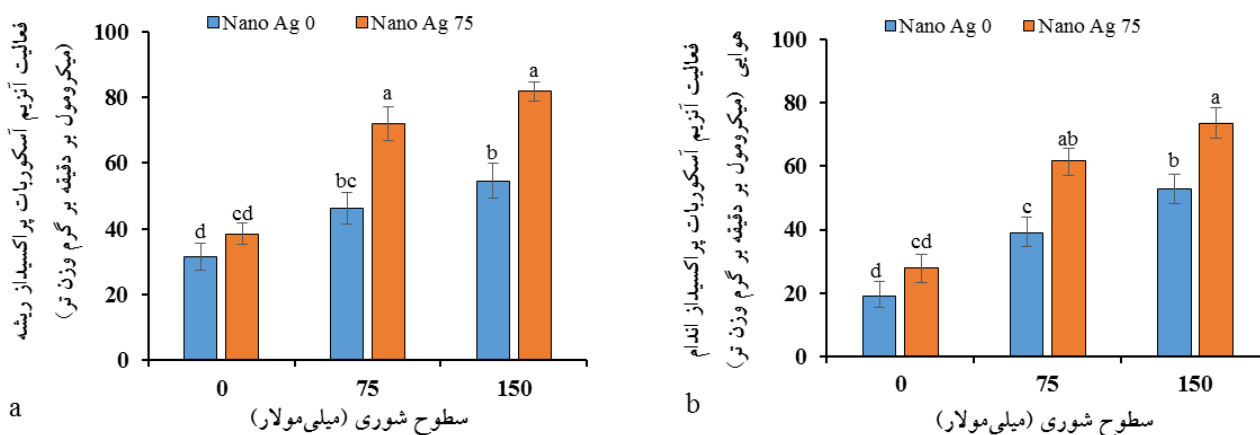 Nano Ag 0
Nano Ag 75
فعالیت آنزیم آسکوربات پراکسیداز ریشه
(میکرومول بر دقیقه بر گرم وزن تر)
100
80
60
40
20
0
d
cd
bc
a
b
a
0
75
150
سطوح شوری (میلی‌مولار)
a
Nano Ag 0
Nano Ag 75
فعالیت آنزیم آسکوربات پراکسیداز اندام
هوایی (میکرومول بر دقیقه بر گرم وزن تر)
100
80
60
40
20
0
d
cd
c
ab
b
a
0
75
150
سطوح شوری (میلی‌مولار)
b